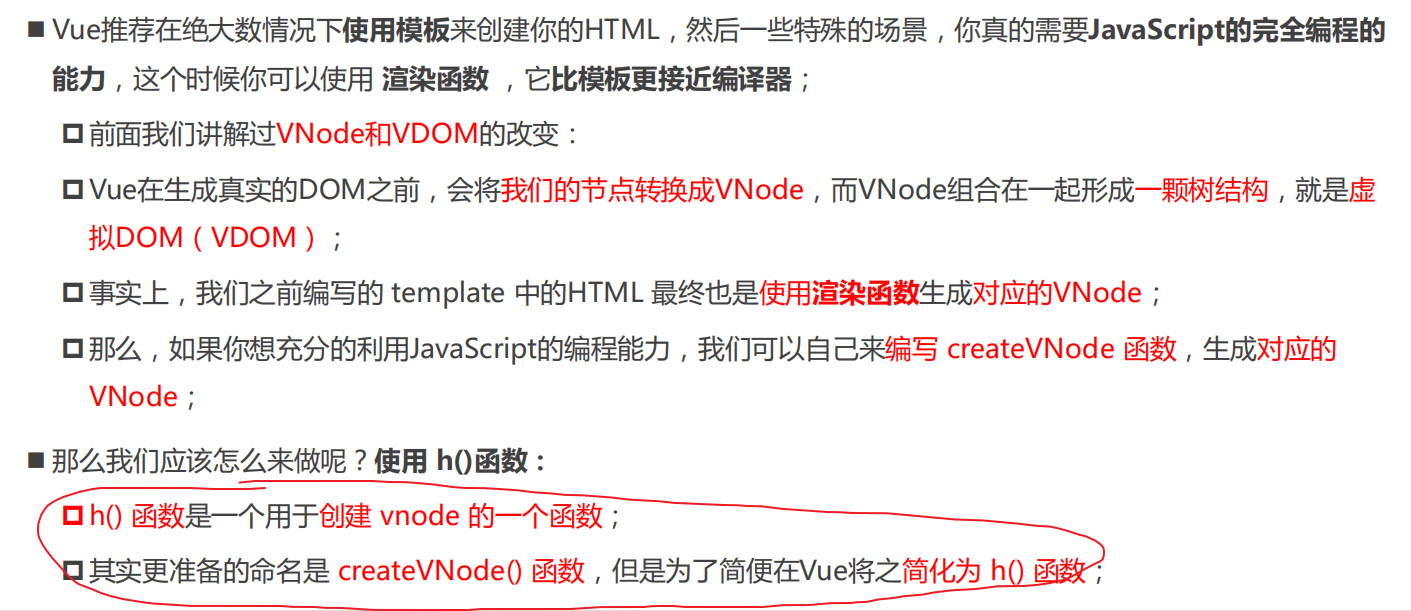 Vue推荐在绝大数情况下使用模板来创建你的HTML，然后一些特殊的场景，你真的需要JavaScript的完全编程的
能力，这个时候你可以使用 渲染函数 ，它比模板更接近编译器；
前面我们讲解过VNode和VDOM的改变：
Vue在生成真实的DOM之前，会将我们的节点转换成VNode，而VNode组合在一起形成一颗树结构，就是虚
拟DOM（VDOM）；
事实上，我们之前编写的 template 中的HTML 最终也是使用渲染函数生成对应的VNode；
那么，如果你想充分的利用JavaScript的编程能力，我们可以自己来编写 createVNode 函数，生成对应的
VNode；
那么我们应该怎么来做呢？使用 h()函数：
h() 函数是一个用于创建 vnode 的一个函数；
其实更准备的命名是 createVNode() 函数，但是为了简便在Vue将之简化为 h() 函数；